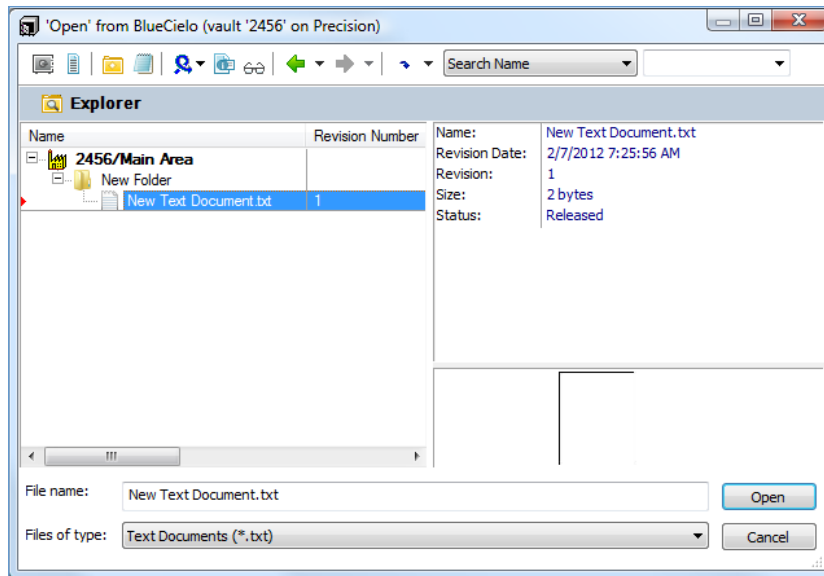 'Open' from BlueCielo (vault '2456' on Precision)
Search Name
Explorer
Name Revision Number
2456/Main Area
New Folder
New Text Document.txt 1
Name: New Text Document.txt
Revision Date: 2/7/2012 7:25:56 AM
Revision: 1
Size: 2 bytes
Status: Released
File name: New Text Document.txt Open
Files of type: Text Documents (*.txt) Cancel